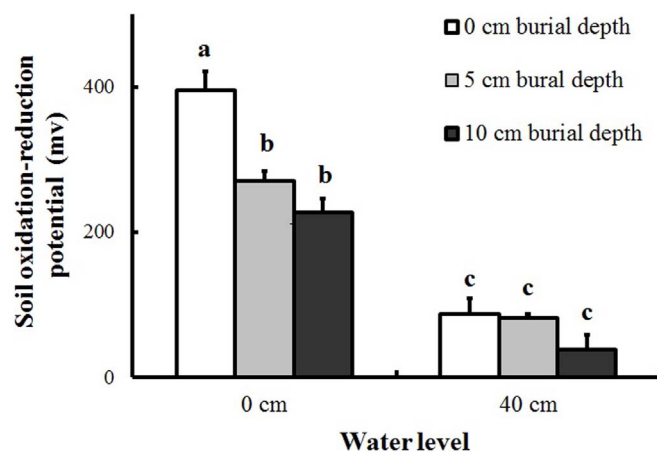 0 cm burial depth
5 cm bural depth
10 cm burial depth
Soil oxidation-reduction
potential (mv)
400
200
0
a
b
b
c
c
c
0 cm
40 cm
Water level